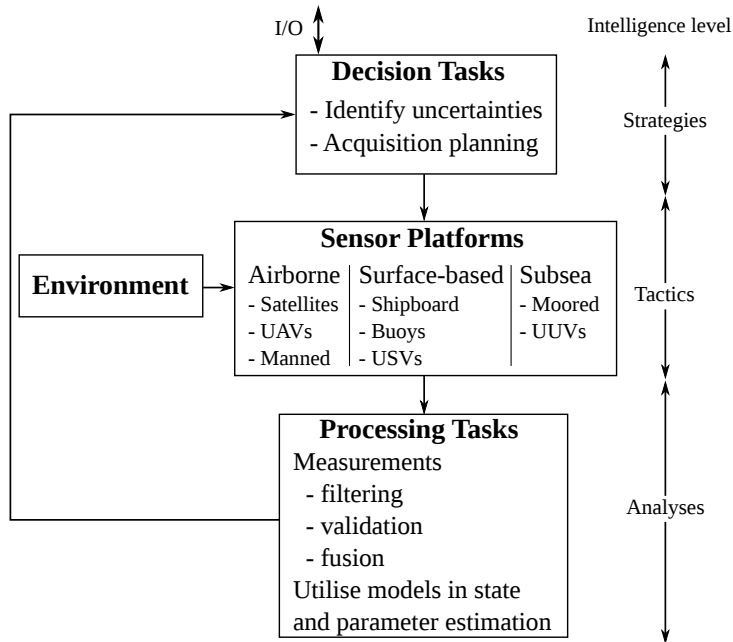 I/O
Intelligence level
Decision Tasks
- Identify uncertainties
- Acquisition planning
Strategies
Sensor Platforms
Environment
Airborne
- Satellites
- UAVs
- Manned
Surface-based
- Shipboard
- Buoys
- USVs
Subsea
- Moored
- UUVs
Tactics
Processing Tasks
Measurements
- filtering
- validation
- fusion
Utilise models in state
and parameter estimation
Analyses